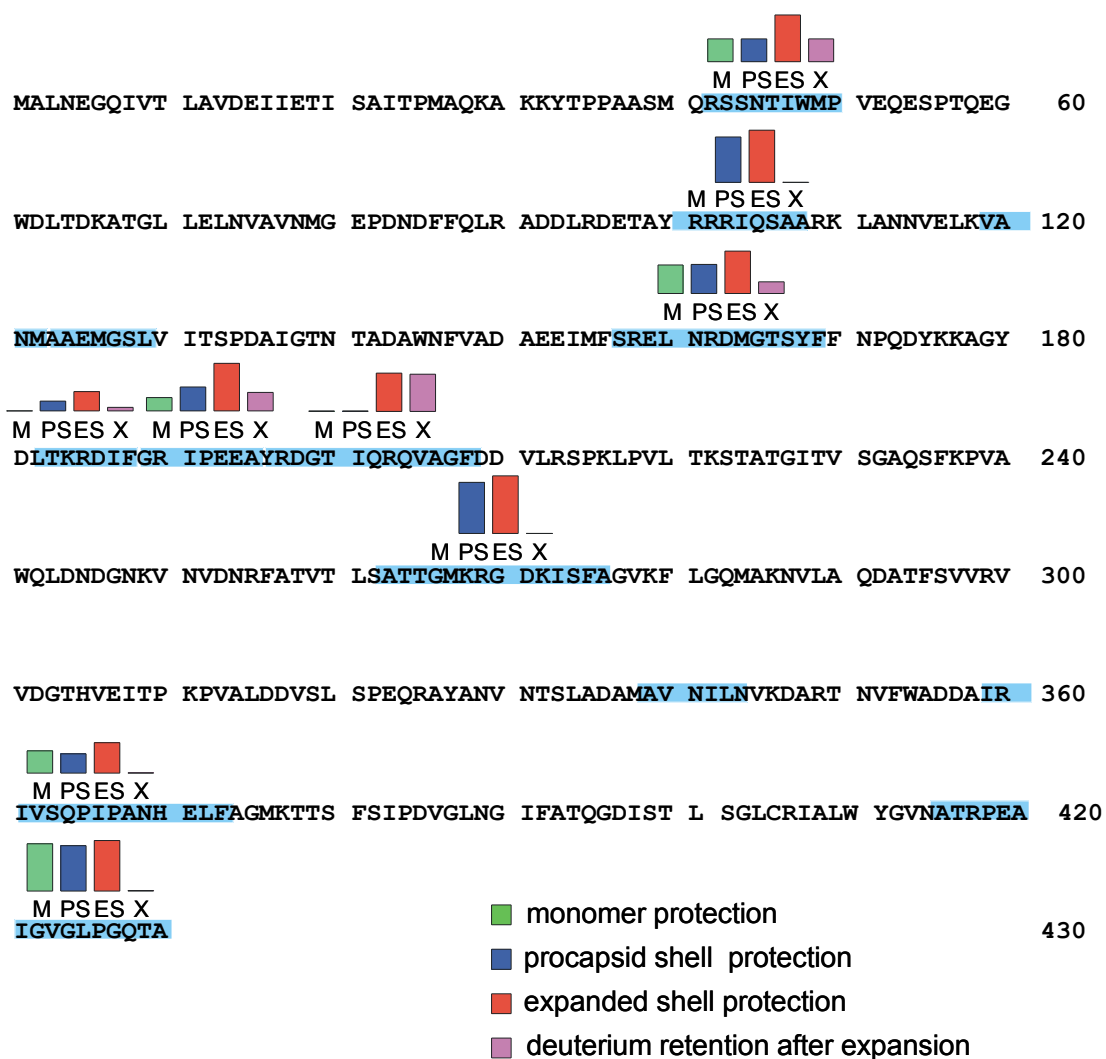 M PS ES X
MALNEGQIVT LAVDEIIETI SAITPMAQKA KKYTPPAASM QRSSNTIWMP VEQESPTQEG 60
M PS ES X
WDLTDKATGL LELNVAVNMG EPDNDFFQLR ADDLRDETAY RRRIQSAARK LANNVELKVA 120
M PS ES X
NMAAEMGSLV ITSPDAIGTN TADAWNFVAD AEEIMFSREL NRDMGTSYFF NPQDYKKAGY 180
M PS ES X M PS ES X M PS ES X
DLTKRDIFGR IPEEAYRDGT IQRQVAGFDD VLRSPKLPVL TKSTATGITV SGAQSFKPVA 240
M PS ES X
WQLDNDGNKV NVDNRFATVT LSATTGMKRG DKISFAGVKF LGQMAKNVLA QDATFSVVRV 300
VDGTHVEITP KPVALDDVSL SPEQRAYANV NTSLADAMAV NILNVKDART NVFWADDAIR 360
M PS ES X
IVSQPIPANH ELFAGMKTTS FSIPDVGLNG IFATQGDIST L SGLCRIALW YGVNATRPEA 420
M PS ES X
IGVGLPGQTA 430
monomer protection
procapsid shell protection
expanded shell protection
deuterium retention after expansion